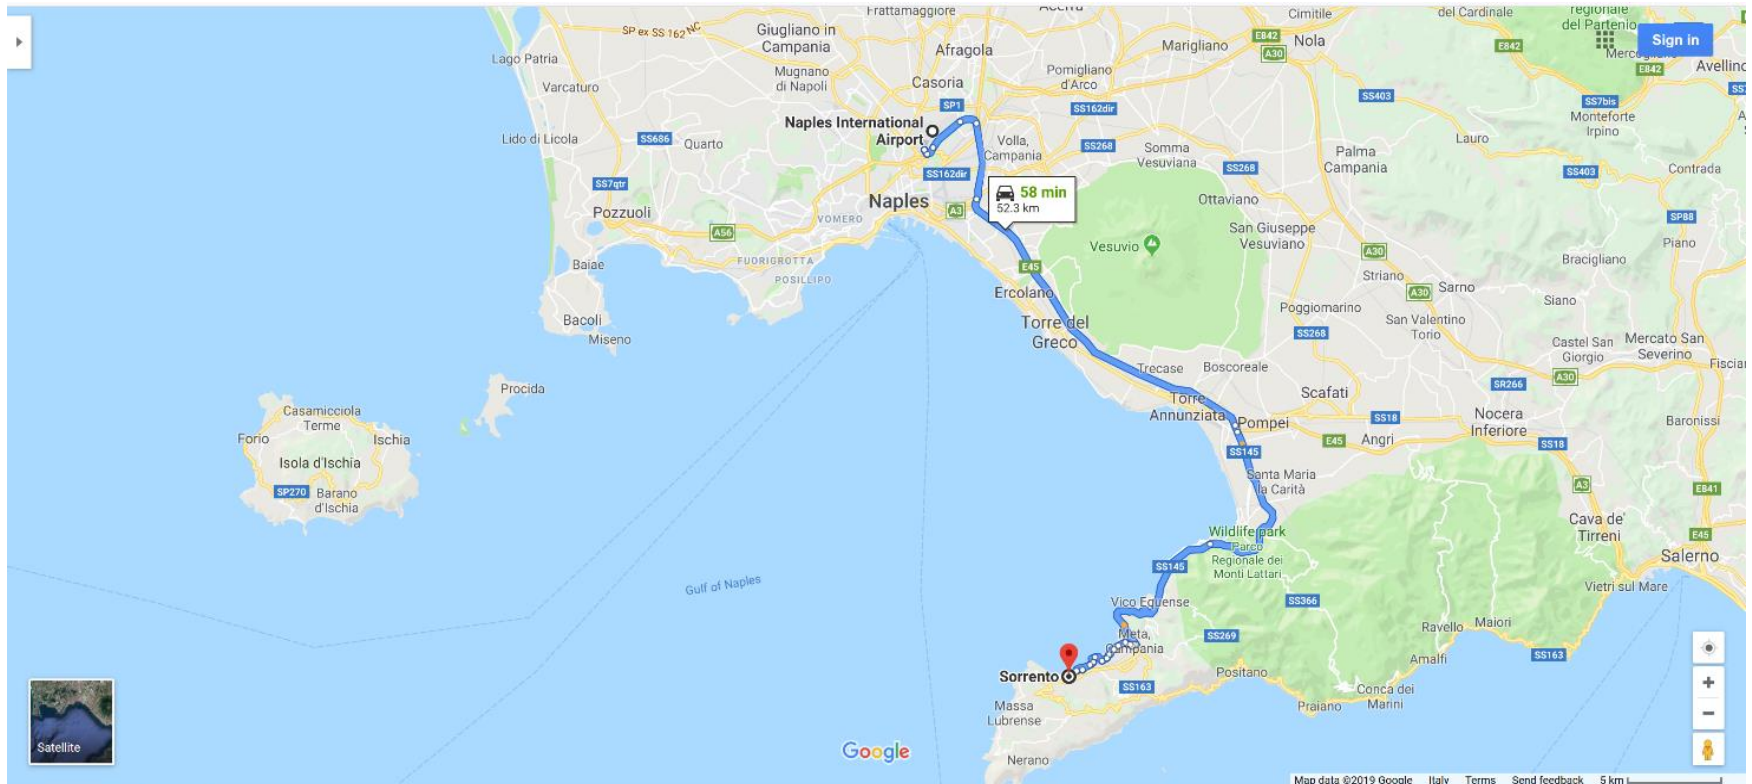 Frattamaggiore
Acerra
Cimitile
del Cardinale
regionale
del Partenio
SP ex SS 162 NC
Giugliano in
Campania
Afragola
Marigliano
E842
Nola
A30
E842
Sign in
E842
Avellino
Lago Patria
Mugnano
di Napoli
Casoria
Pomigliano
d'Arco
Varcaturo
SP1
SS162dir
SS403
SS7bis
Monteforte
Irpino
Naples International
Airport
Lido di Licola
SS686
Quarto
Volla,
Campania
SS268
Somma
Vesuviana
Palma
Campania
Lauro
SS162dir
SS268
SS403
Contrada
SS7qtr
58 min
52.3 km
Ottaviano
Naples
A3
Pozzuoli
VOMERO
San Giuseppe
Vesuviano
SP88
A56
Vesuvio
Piano
Baiae
FUORIGROTTA
E45
A30
Bracigliano
POSILLIPO
Striano
Ercolano
A30
Sarno
Siano
Bacoli
Torre del
Greco
Poggiomarino
San Valentino
Torio
Miseno
SS268
Castel San
Giorgio
Mercato San
Severino
Trecase
Boscoreale
Fisciano
Procida
A30
SR266
Scafati
Casamicciola
Terme
Torre
Annunziata
Pompei
SS18
Nocera
Inferiore
Baronissi
Forio
Ischia
E45
Angri
SS18
SS145
Isola d'Ischia
Santa Maria
la Carità
SP270
Barano
d'Ischia
A3
E841
Wildlife park
Parco
Regionale dei
Monti Lattari
Cava de'
Tirreni
E45
Salerno
SS145
Gulf of Naples
Vietri sul Mare
Vico Equense
SS366
Meta,
Campania
SS269
Ravello
Maiori
SS163
Amalfi
Sorrento
Positano
SS163
Conca dei
Marini
Massa
Lubrense
Praiano
Satellite
Google
Nerano
Map data ©2019 Google Italy Terms Send feedback 5 km